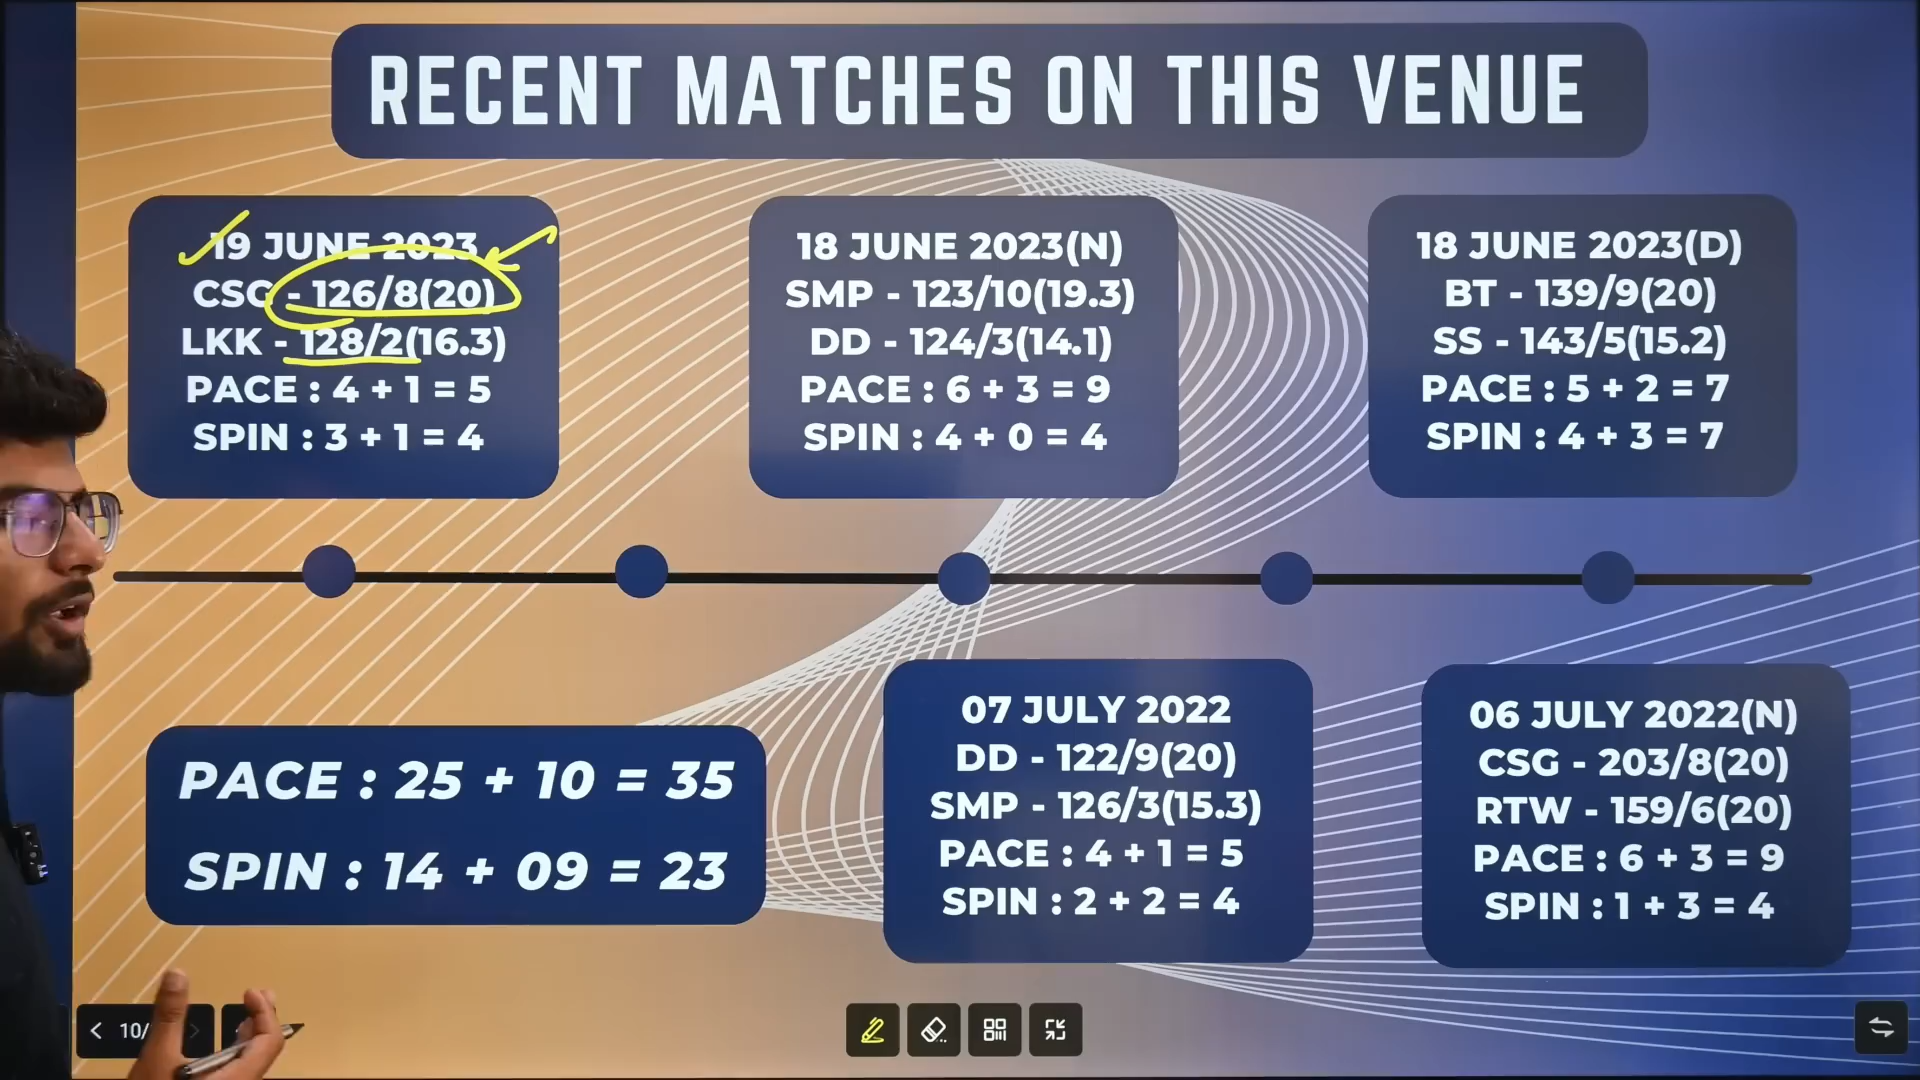 RECENT MATCHES ON THIS VENUE
19 JUNE 2023
CSG - 126/8(20)
LKK - 128/2(16.3)
PACE : 4 + 1 = 5
SPIN : 3 + 1 = 4
18 JUNE 2023(N)
SMP - 123/10(19.3)
DD - 124/3(14.1)
PACE : 6 + 3 = 9
SPIN : 4 + 0 = 4
18 JUNE 2023(D)
BT - 139/9(20)
SS - 143/5(15.2)
PACE : 5 + 2 = 7
SPIN : 4 + 3 = 7
PACE : 25 + 10 = 35
SPIN : 14 + 09 = 23
07 JULY 2022
DD - 122/9(20)
SMP - 126/3(15.3)
PACE : 4 + 1 = 5
SPIN : 2 + 2 = 4
06 JULY 2022(N)
CSG - 203/8(20)
RTW - 159/6(20)
PACE : 6 + 3 = 9
SPIN : 1 + 3 = 4
10/